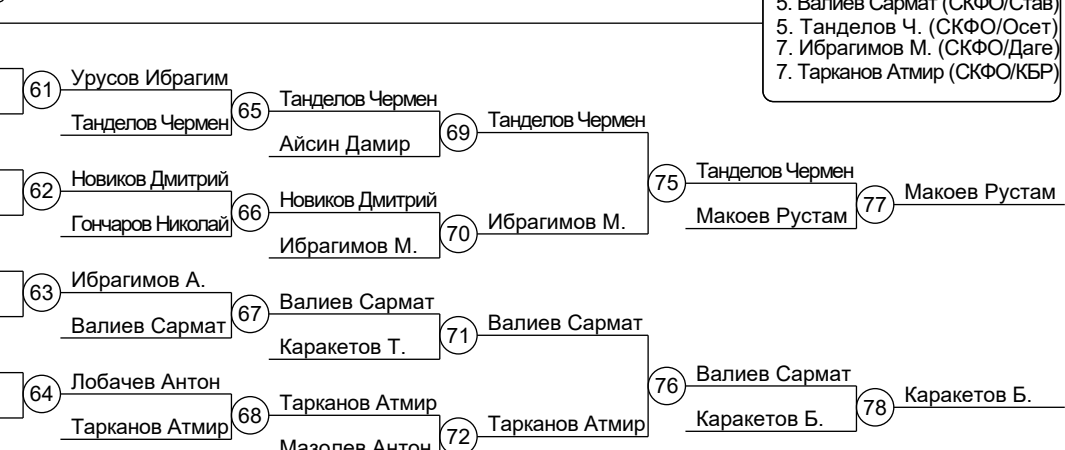 5. Валиев Сармат (СКФО/Став)
5. Танделов Ч. (СКФО/Осет)
7. Ибрагимов М. (СКФО/Даге)
7. Тарканов Атмир (СКФО/КБР)
61
Урусов Ибрагим
Танделов Чермен
65
Танделов Чермен
Айсин Дамир
69
Танделов Чермен
62
Новиков Дмитрий
Гончаров Николай
66
Новиков Дмитрий
Ибрагимов М.
70
Ибрагимов М.
75
Танделов Чермен
Макоев Рустам
77
Макоев Рустам
63
Ибрагимов А.
Валиев Сармат
67
Валиев Сармат
Каракетов Т.
71
Валиев Сармат
64
Лобачев Антон
Тарканов Атмир
68
Тарканов Атмир
Мазолев Антон
72
Тарканов Атмир
76
Валиев Сармат
Каракетов Б.
78
Каракетов Б.